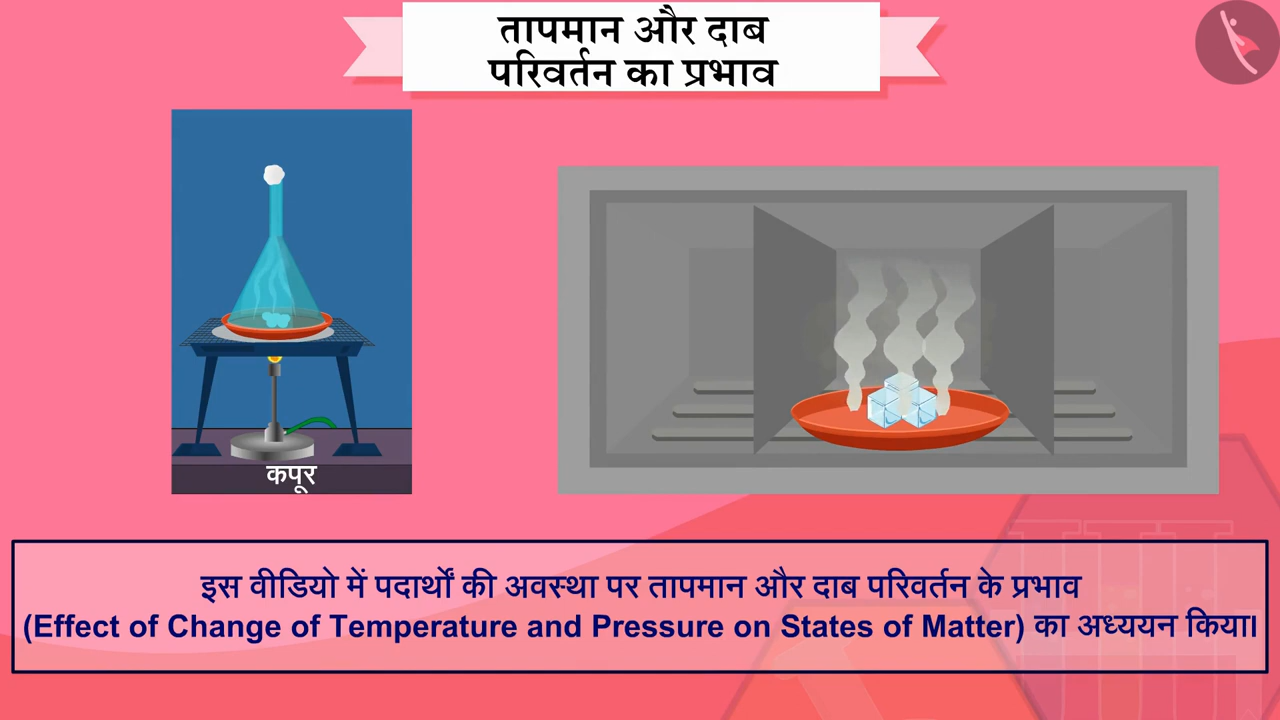 तापमान और दाब
परिवर्तन का प्रभाव
कपूर
इस वीडियो में पदार्थों की अवस्था पर तापमान और दाब परिवर्तन के प्रभाव
(Effect of Change of Temperature and Pressure on States of Matter) का अध्ययन किया।